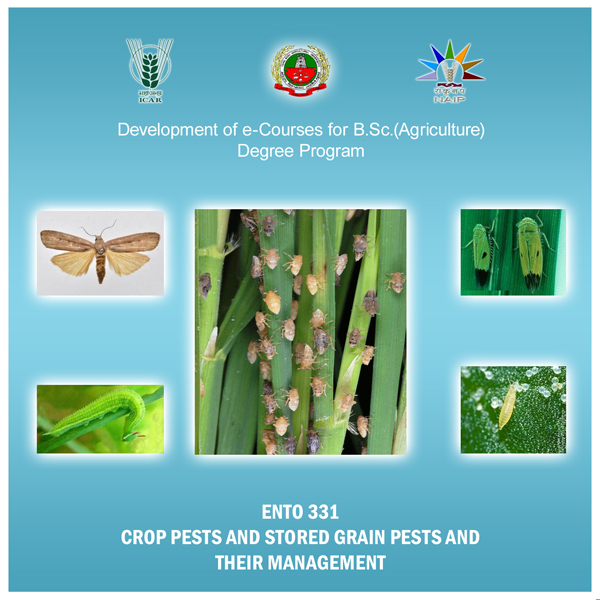 ICAR
NAIP
Development of e-Courses for B.Sc.(Agriculture)
Degree Program
ENTO 331
CROP PESTS AND STORED GRAIN PESTS AND
THEIR MANAGEMENT